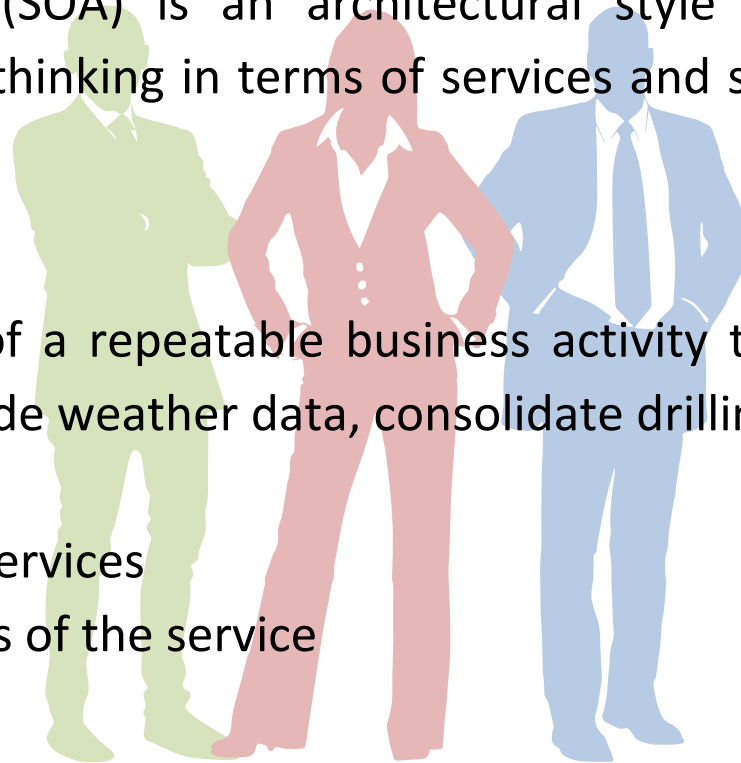 (SOA) is an architectural style
thinking in terms of services and s
of a repeatable business activity t
de weather data, consolidate drillin
ervices
s of the service